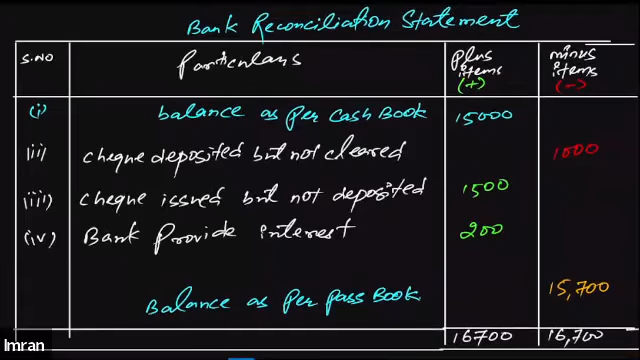 Bank Reconciliation Statement
S.NO Particulars plus items (+) minus items (-)
(i) balance as per Cash Book 15000
(ii) cheque deposited but not cleared 1000
(iii) cheque issued but not deposited 1500
(iv) Bank Provide interest 200
Balance as per pass Book 15,700
16700 16,700
Imran